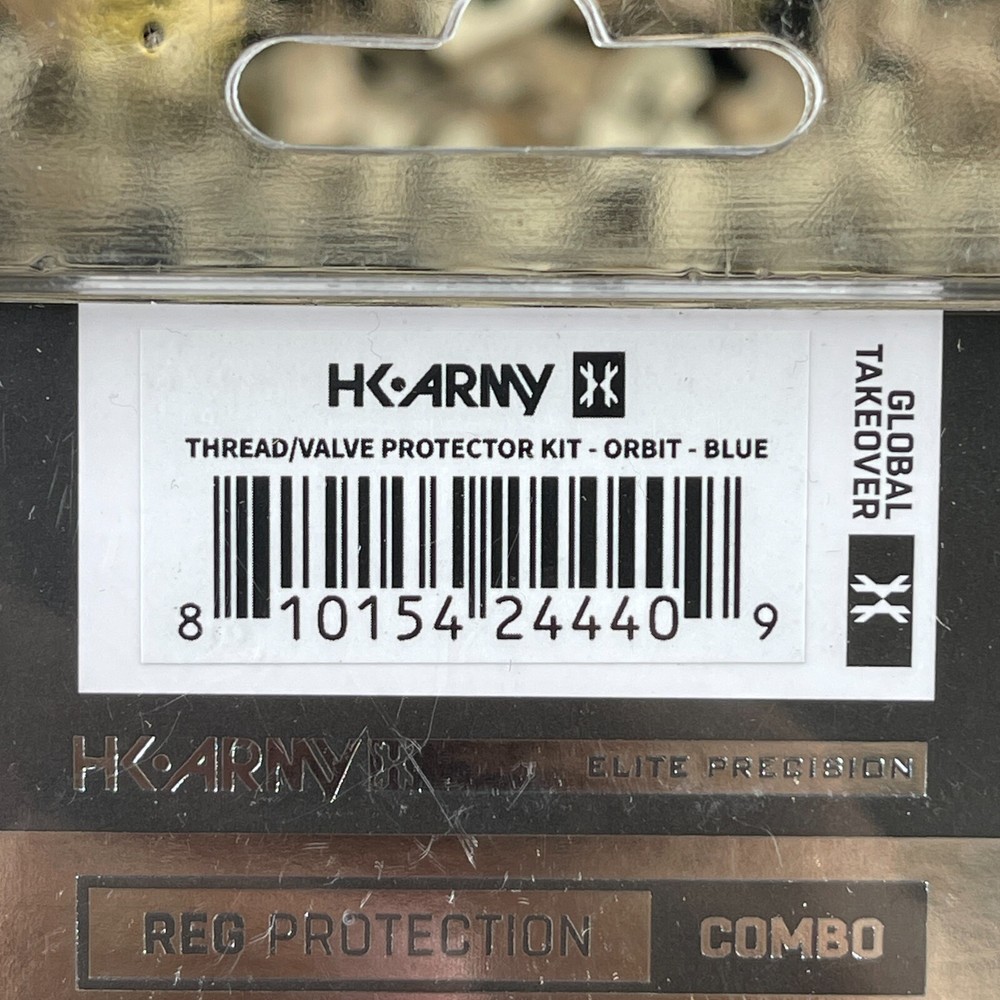 HK·ARMY
THREAD/VALVE PROTECTOR KIT - ORBIT - BLUE
8 10154 24440 9
GLOBAL
TAKEOVER
HK·ARMY
ELITE PRECISION
REG PROTECTION
COMBO